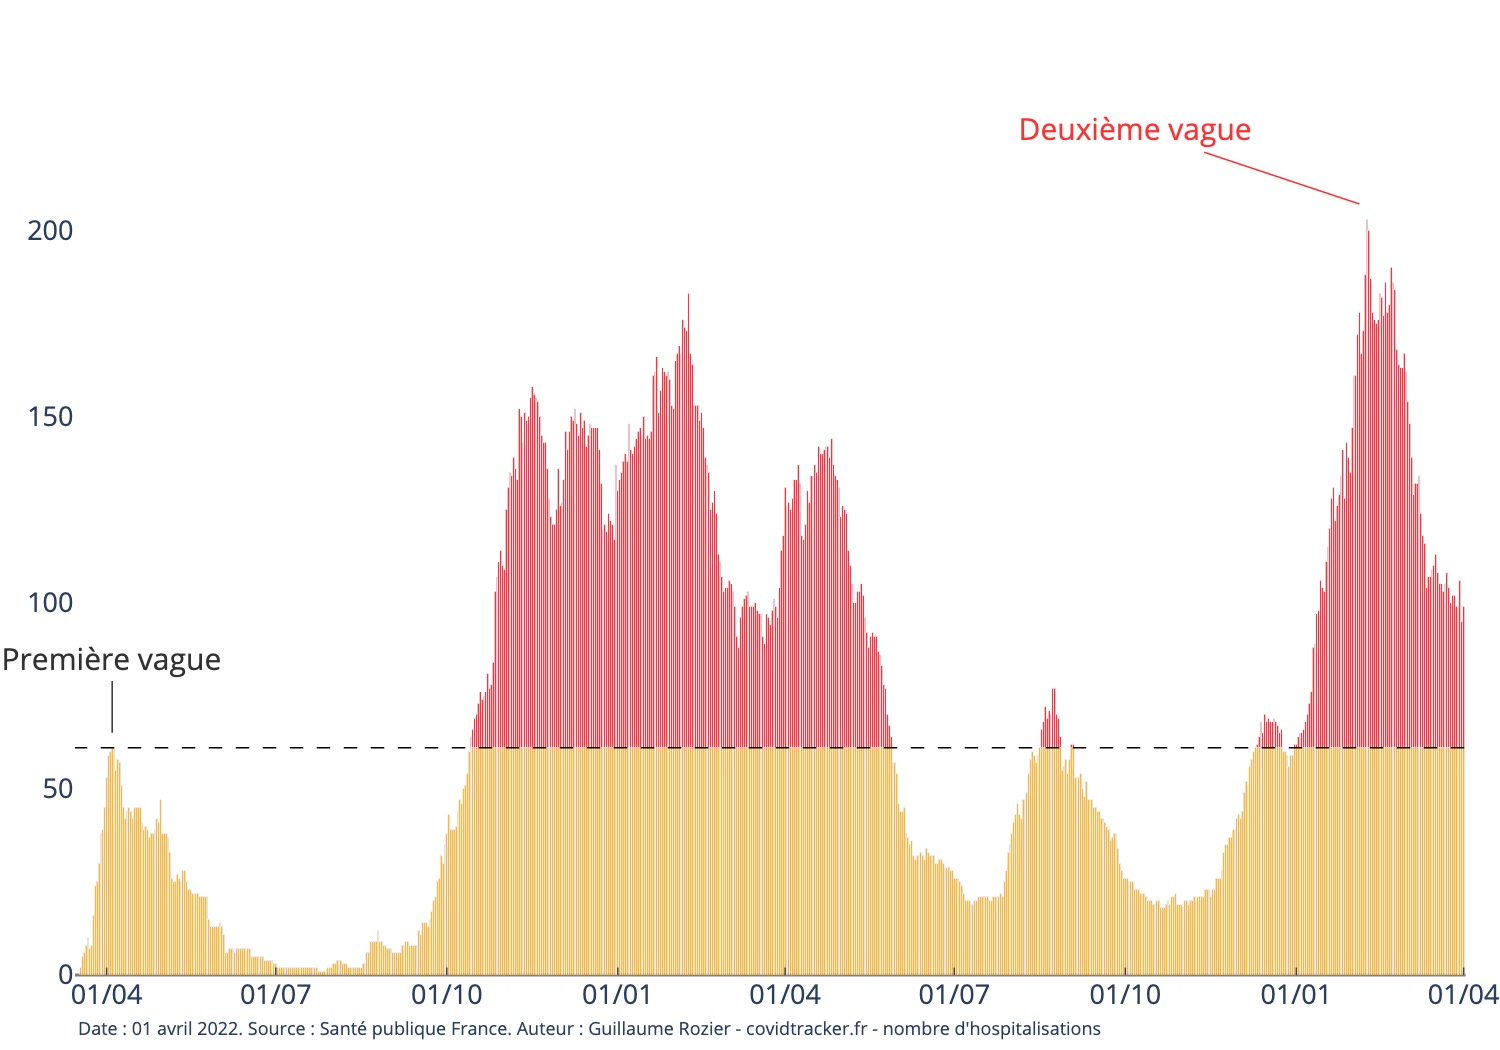 Deuxième vague
200
150
100
Première vague
50
0
01/04 01/07 01/10 01/01 01/04 01/07 01/10 01/01 01/04
Date : 01 avril 2022. Source : Santé publique France. Auteur : Guillaume Rozier - covidtracker.fr - nombre d'hospitalisations